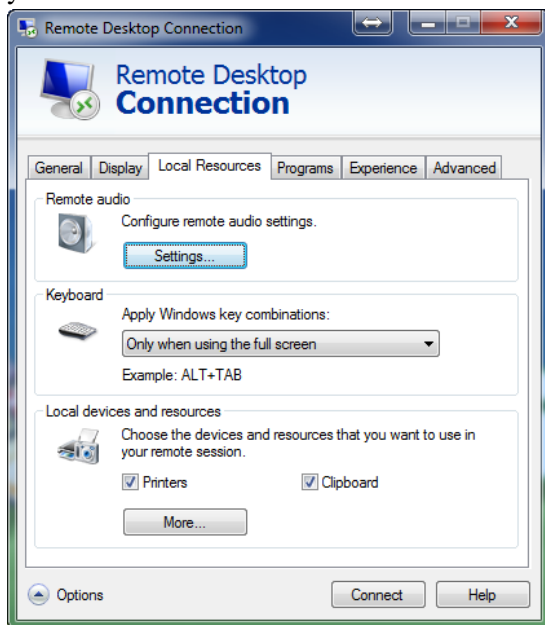 Remote Desktop Connection
Remote Desktop
Connection
General Display Local Resources Programs Experience Advanced
Remote audio
Configure remote audio settings.
Settings...
Keyboard
Apply Windows key combinations:
Only when using the full screen
Example: ALT+TAB
Local devices and resources
Choose the devices and resources that you want to use in
your remote session.
Printers Clipboard
More...
Options Connect Help